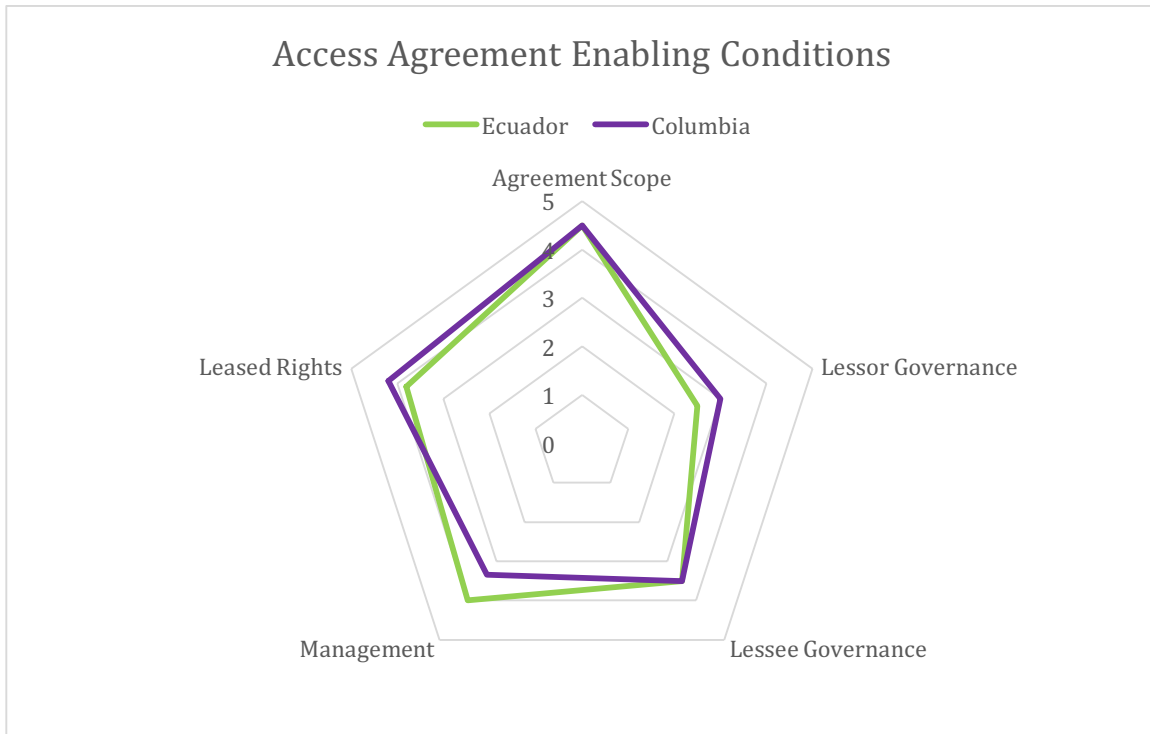 Access Agreement Enabling Conditions
Ecuador Columbia
Agreement Scope
5
4
3
2
1
0
Leased Rights
Lessor Governance
Management
Lessee Governance